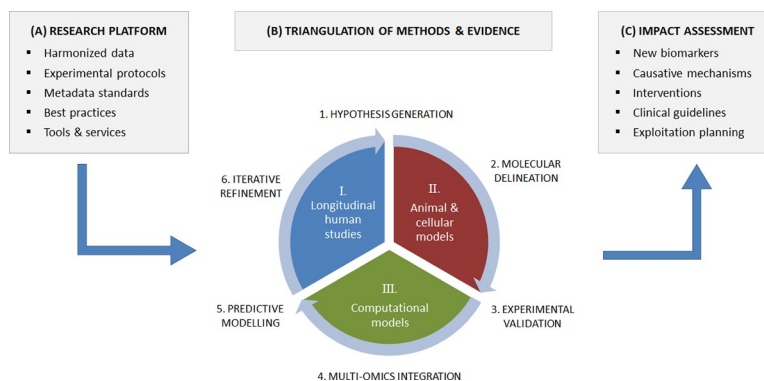 (A) RESEARCH PLATFORM
▪ Harmonized data
▪ Experimental protocols
▪ Metadata standards
▪ Best practices
▪ Tools & services
(B) TRIANGULATION OF METHODS & EVIDENCE
1. HYPOTHESIS GENERATION
2. MOLECULAR
DELINEATION
3. EXPERIMENTAL
VALIDATION
4. MULTI-OMICS INTEGRATION
5. PREDICTIVE
MODELLING
6. ITERATIVE
REFINEMENT
I.
Longitudinal
human
studies
II.
Animal &
cellular
models
III.
Computational
models
(C) IMPACT ASSESSMENT
▪ New biomarkers
▪ Causative mechanisms
▪ Interventions
▪ Clinical guidelines
▪ Exploitation planning